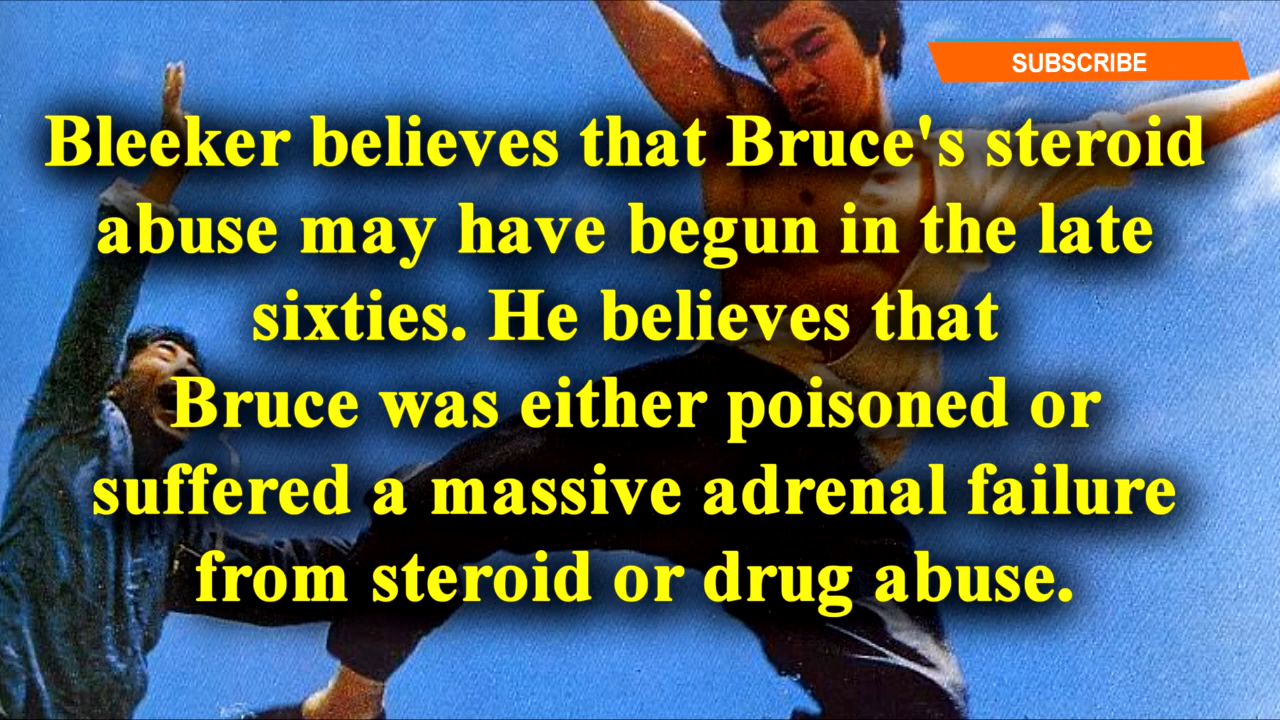 SUBSCRIBE
Bleeker believes that Bruce's steroid
abuse may have begun in the late
sixties. He believes that
Bruce was either poisoned or
suffered a massive adrenal failure
from steroid or drug abuse.